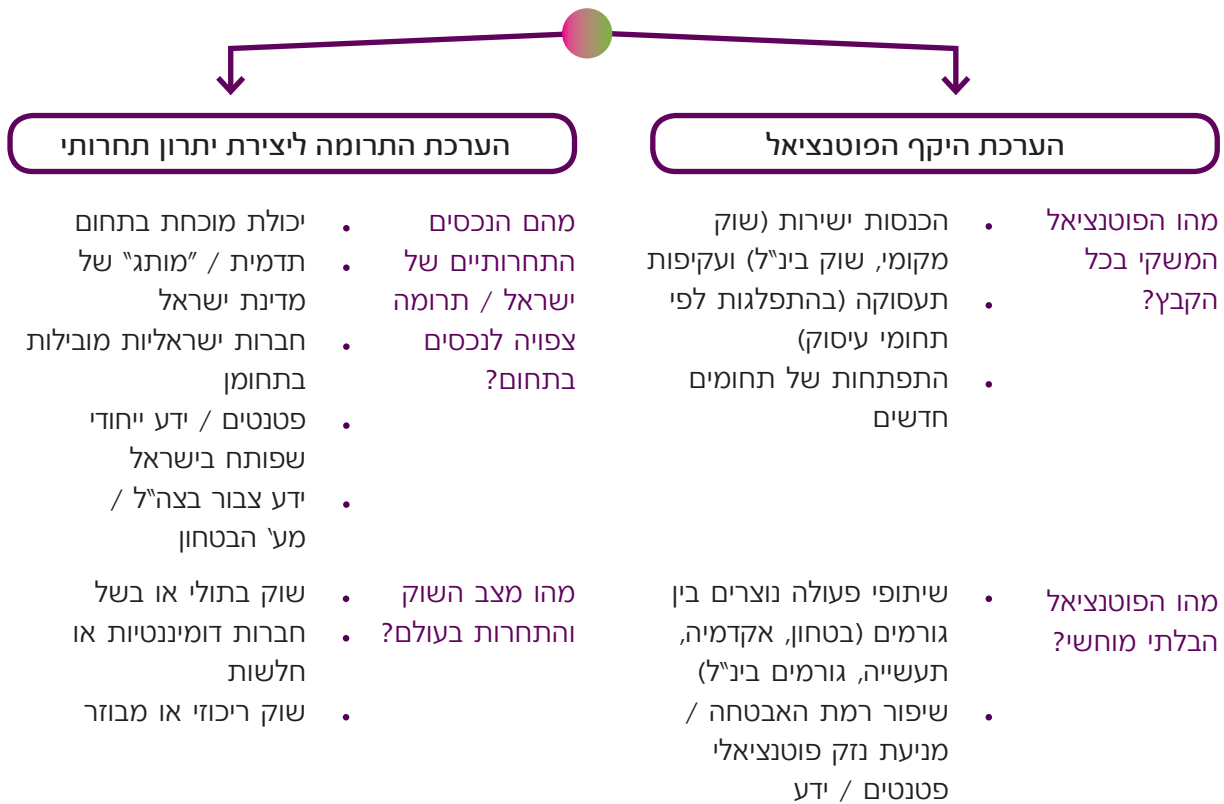 הערכת היקף הפוטנציאל
מהו הפוטנציאל
המשקי בכל
הקבץ?
• הכנסות ישירות (שוק
מקומי, שוק בינ"ל) ועקיפות
• תעסוקה (בהתפלגות לפי
תחומי עיסוק)
• התפתחות של תחומים
חדשים
מהו הפוטנציאל
הבלתי מוחשי?
• שיתופי פעולה נוצרים בין
גורמים (בטחון, אקדמיה,
תעשייה, גורמים בינ"ל)
• שיפור רמת האבטחה /
מניעת נזק פוטנציאלי
פטנטים / ידע
הערכת התרומה ליצירת יתרון תחרותי
מהם הנכסים
התחרותיים של
ישראל / תרומה
צפויה לנכסים
בתחום?
• יכולת מוכחת בתחום
• תדמית / "מותג" של
מדינת ישראל
• חברות ישראליות מובילות
בתחומן
• פטנטים / ידע ייחודי
שפותח בישראל
• ידע צבור בצה"ל /
מע' הבטחון
מהו מצב השוק
והתחרות בעולם?
• שוק בתולי או בשל
• חברות דומיננטיות או
חלשות
• שוק ריכוזי או מבוזר